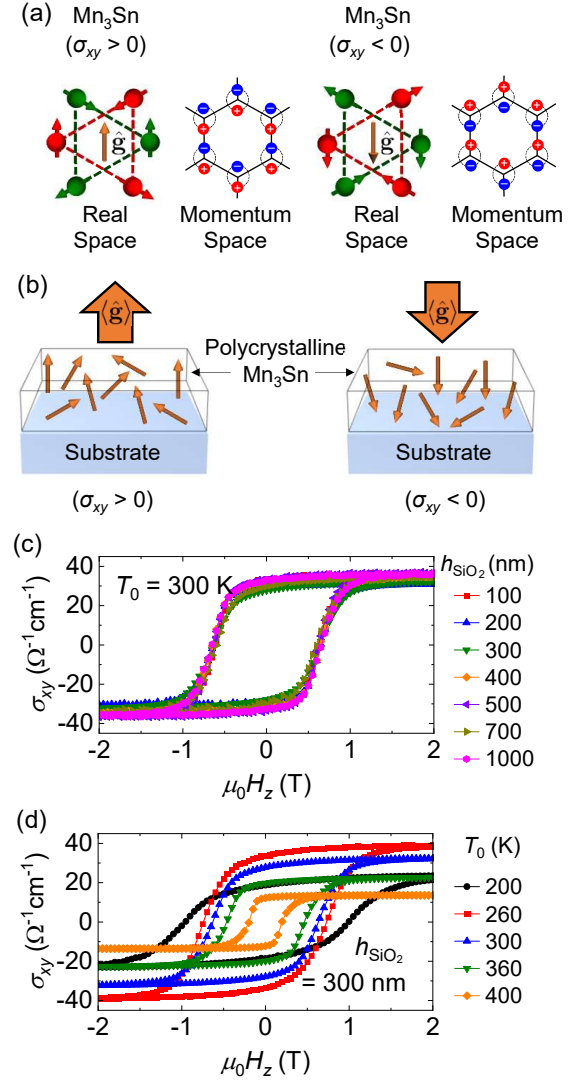 (a)
Mn₃Sn
(σxy > 0)
Mn₃Sn
(σxy < 0)
ĝ
ĝ
Real
Space
Momentum
Space
Real
Space
Momentum
Space
(b)
⟨ĝ⟩
⟨ĝ⟩
Polycrystalline
Mn₃Sn
Substrate
Substrate
(σxy > 0)
(σxy < 0)
(c)
T₀ = 300 K
hSiO₂ (nm)
100
200
300
400
500
700
1000
σxy (Ω⁻¹cm⁻¹)
40
20
0
-20
-40
-2
-1
0
1
2
μ₀Hz (T)
(d)
T₀ (K)
200
260
300
360
400
hSiO₂
= 300 nm
σxy (Ω⁻¹cm⁻¹)
40
20
0
-20
-40
-2
-1
0
1
2
μ₀Hz (T)